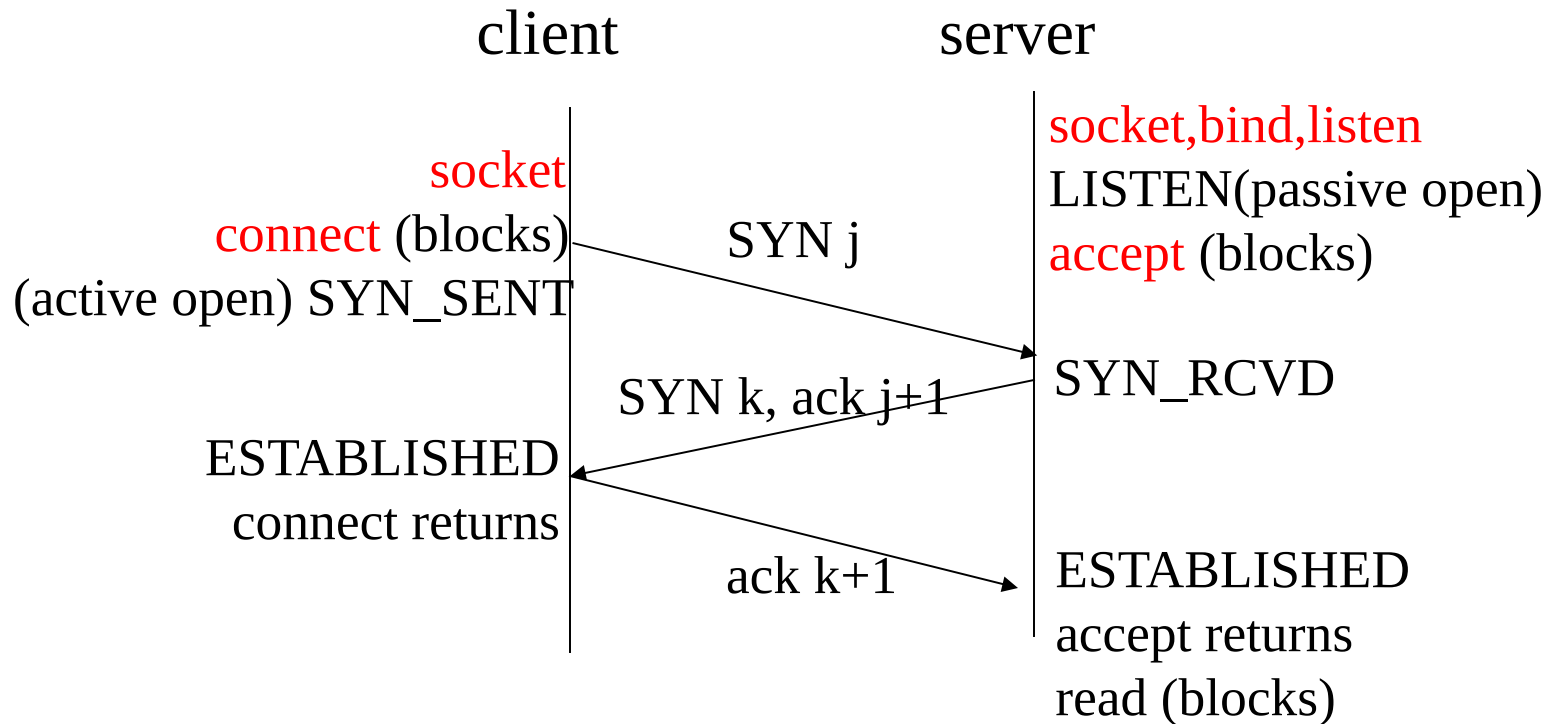 client
server
socket,bind,listen
socket
LISTEN(passive open)
connect (blocks)
SYN j
accept (blocks)
(active open) SYN_SENT
SYN_RCVD
SYN k, ack j+1
ESTABLISHED
connect returns
ack k+1
ESTABLISHED
accept returns
read (blocks)